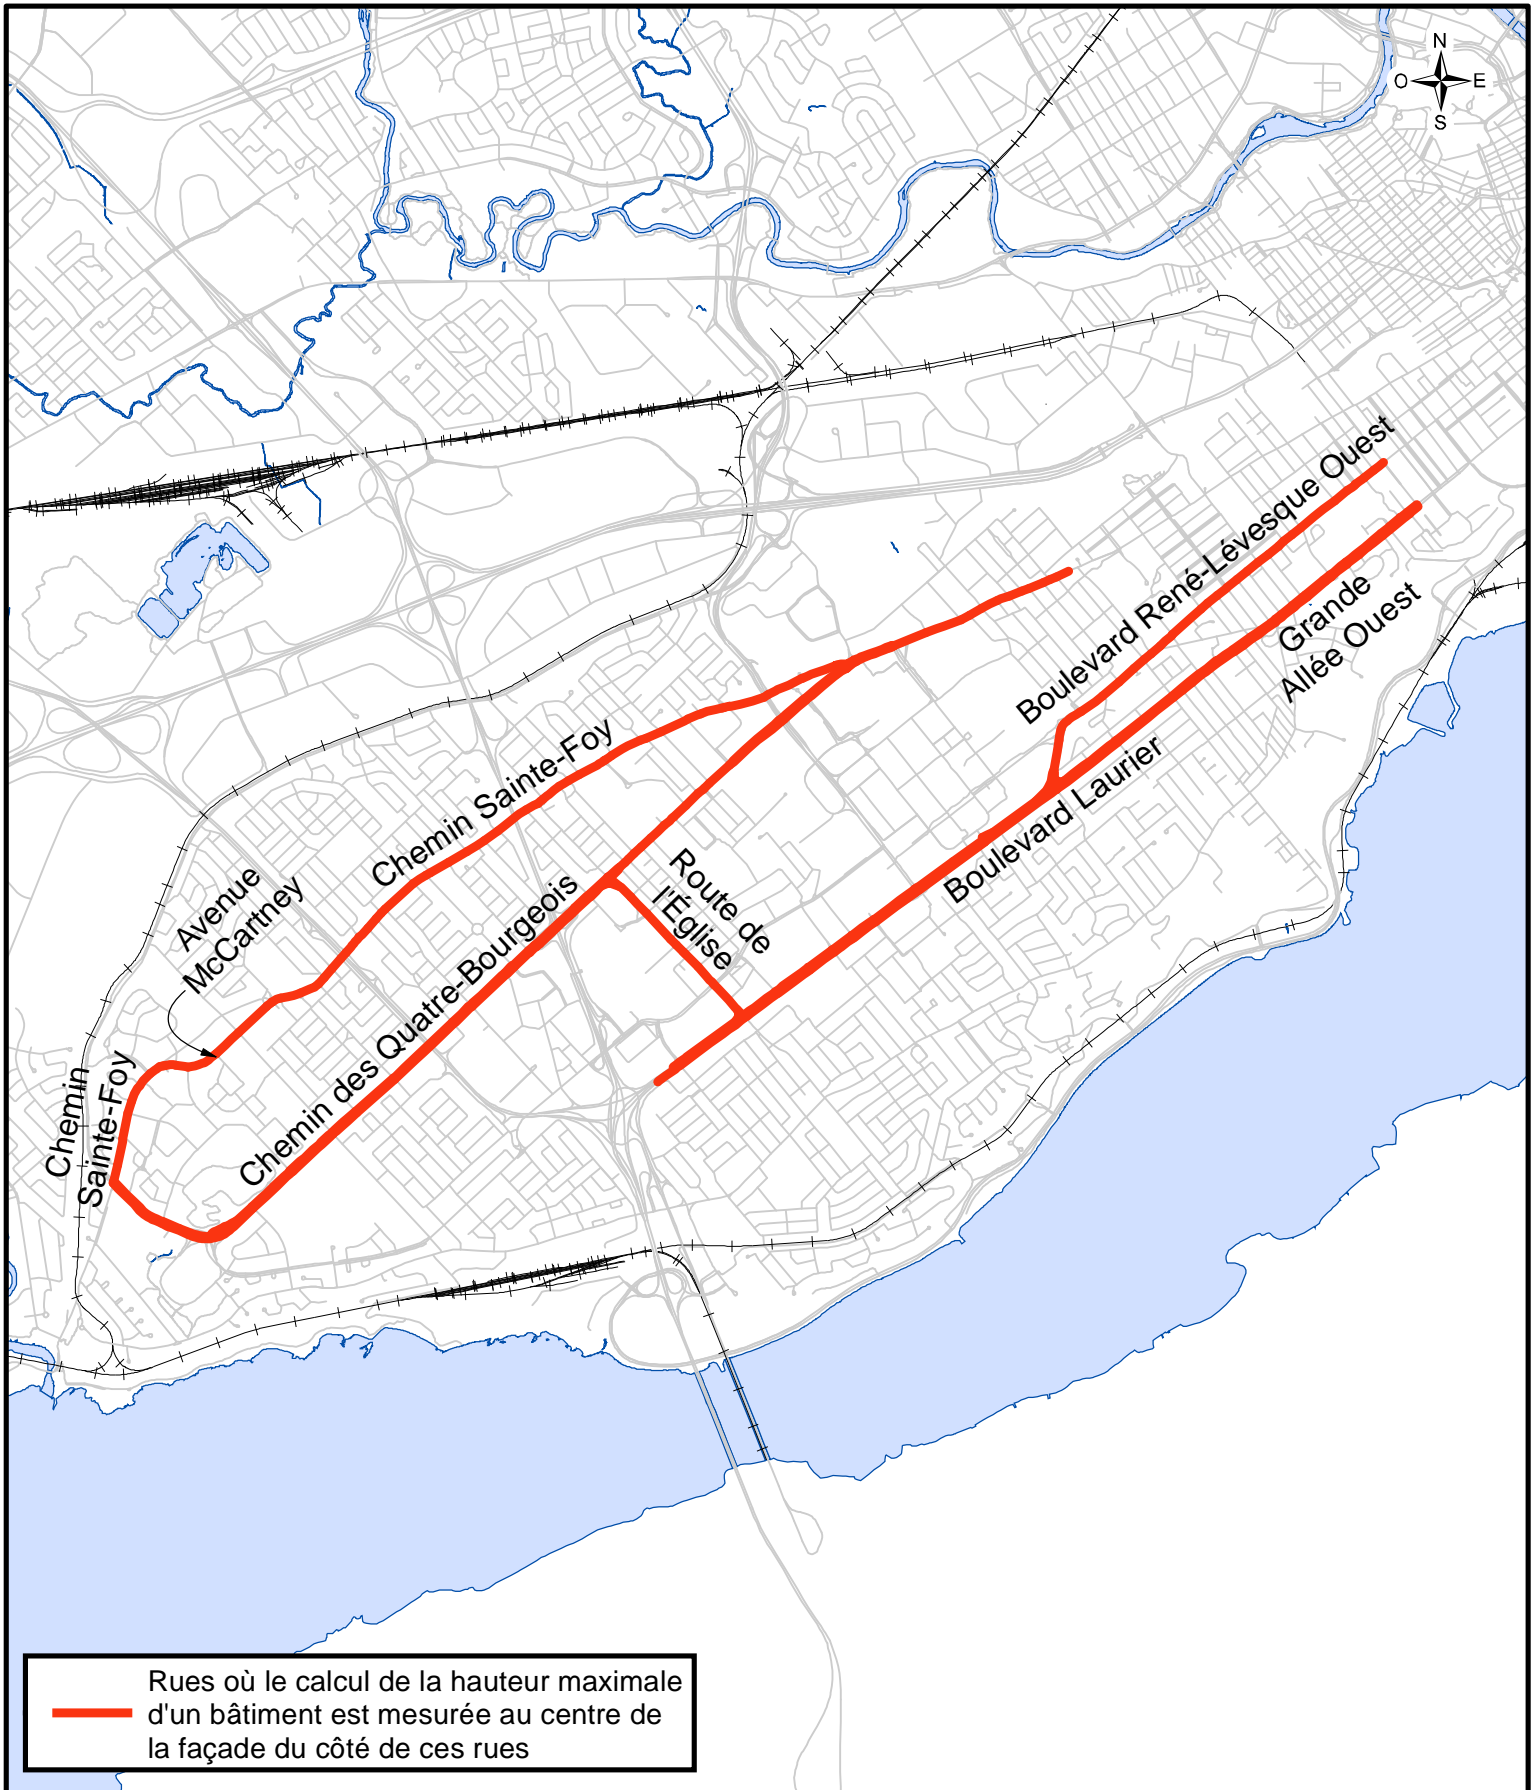 N
O
E
S
Boulevard René-Lévesque Ouest
Grande
Allée Ouest
Chemin Sainte-Foy
Boulevard Laurier
Route de
l'Église
Avenue
McCartney
Chemin des Quatre-Bourgeois
Chemin
Sainte-Foy
Rues où le calcul de la hauteur maximale
d'un bâtiment est mesurée au centre de
la façade du côté de ces rues